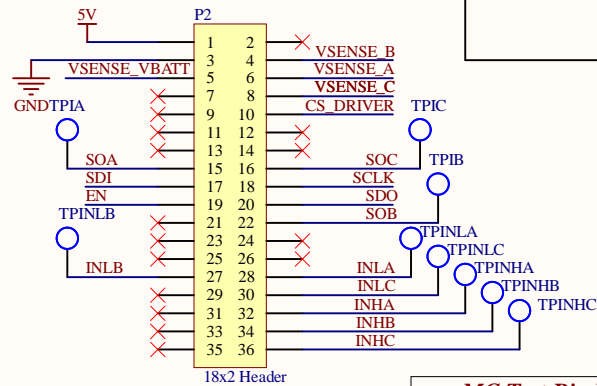 5V
P2
1 2
3 4 VSENSE_B
VSENSE_VBATT 5 6 VSENSE_A
7 8 VSENSE_C
GND TPIA 9 10 CS_DRIVER TPIC
11 12
13 14
SOA 15 16 SOC TPIB
SDI 17 18 SCLK
EN 19 20 SDO
TPINLB 21 22 SOB
23 24 TPINLA
25 26 TPINLC
INLB 27 28 INLA TPINHA
29 30 INLC TPINHB
31 32 INHA TPINHC
33 34 INHB
35 36 INHC
18x2 Header